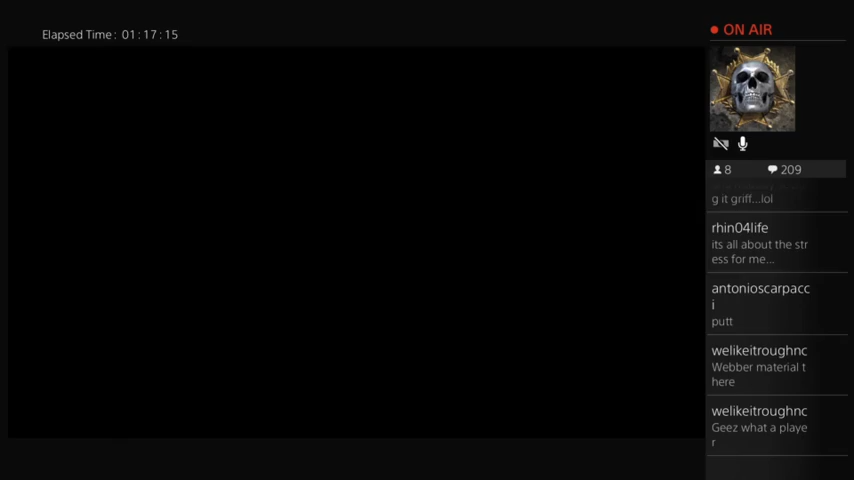 Elapsed Time: 01:17:15
ON AIR
8 209
g it griff...lol
rhin04life
its all about the str
ess for me...
antonioscarpacc
i
putt
welikeitroughnc
Webber material t
here
welikeitroughnc
Geez what a playe
r